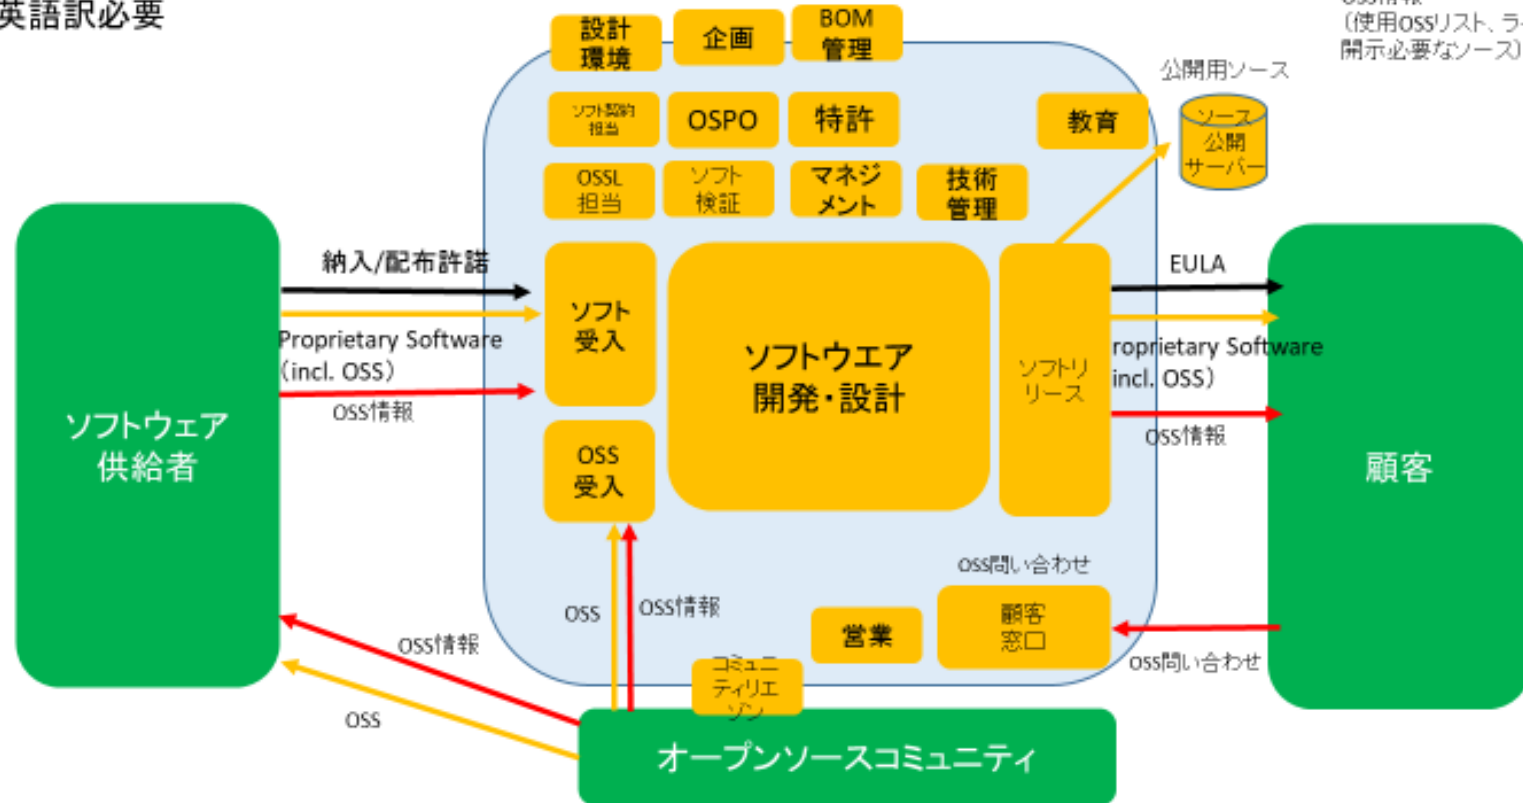 英語訳必要
OSS情報
（使用OSSリスト、ラ
開示必要なソース）
設計
環境
企画
BOM
管理
公開用ソース
ソフト契約
担当
OSPO
特許
教育
ソース
公開
サーバー
OSSL
担当
ソフト
検証
マネジ
メント
技術
管理
納入/配布許諾
EULA
ソフト
受入
Proprietary Software
（incl. OSS）
ソフトウエア
開発・設計
ソフトリ
リース
roprietary Software
incl. OSS）
OSS情報
OSS情報
ソフトウェア
供給者
OSS
受入
顧客
OSS問い合わせ
OSS
OSS情報
顧客
窓口
営業
OSS情報
OSS問い合わせ
コミュニ
ティリエ
ゾン
OSS
オープンソースコミュニティ